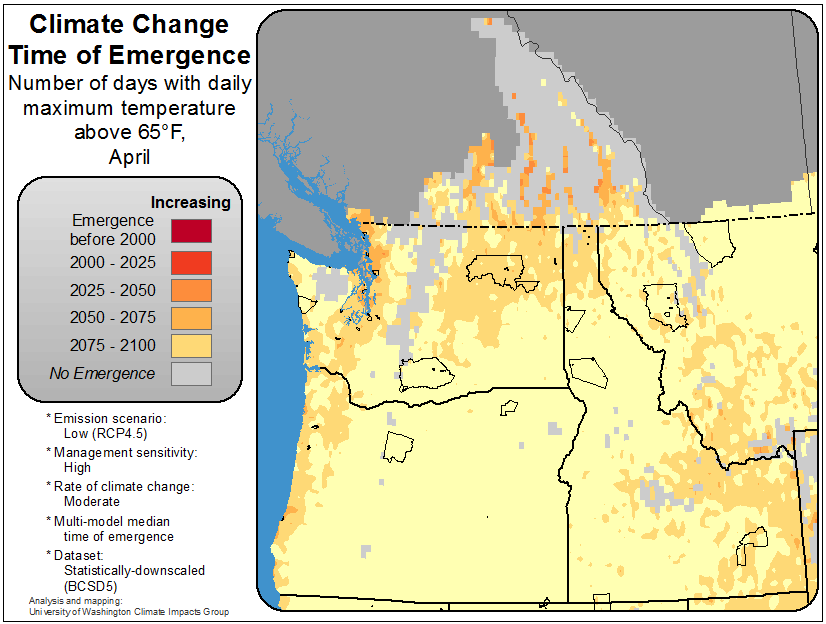 Climate Change
Time of Emergence
Number of days with daily
maximum temperature
above 65°F,
April
Increasing
Emergence
before 2000
2000 - 2025
2025 - 2050
2050 - 2075
2075 - 2100
No Emergence
* Emission scenario:
Low (RCP4.5)
* Management sensitivity:
High
* Rate of climate change:
Moderate
* Multi-model median
time of emergence
* Dataset:
Statistically-downscaled
(BCSD5)
Analysis and mapping:
University of Washington Climate Impacts Group